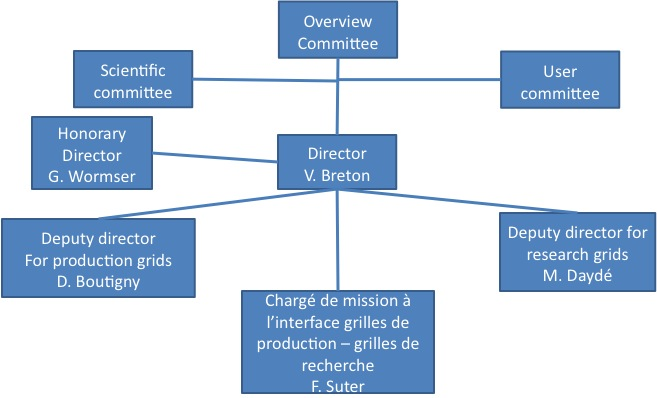 Overview
Committee
Scientific
committee
User
committee
Honorary
Director
G. Wormser
Director
V. Breton
Deputy director
For production grids
D. Boutigny
Deputy director for
research grids
M. Daydé
Chargé de mission à
l’interface grilles de
production – grilles de
recherche
F. Suter